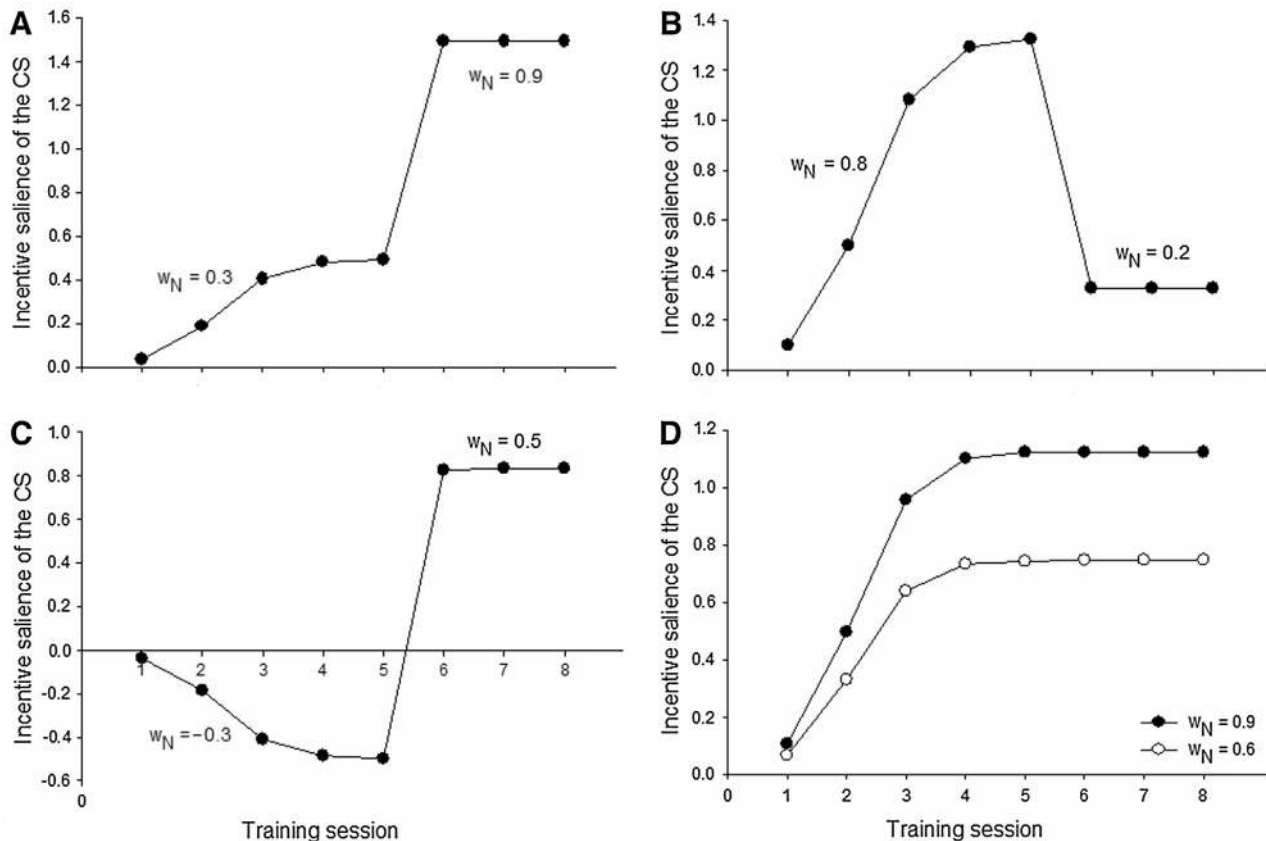 A
Incentive salience of the CS
1.6
1.4
1.2
1.0
0.8
0.6
0.4
0.2
0.0
wN = 0.3
wN = 0.9
B
Incentive salience of the CS
1.4
1.2
1.0
0.8
0.6
0.4
0.2
0.0
wN = 0.8
wN = 0.2
C
Incentive salience of the CS
1.0
0.8
0.6
0.4
0.2
0.0
-0.2
-0.4
-0.6
wN = 0.5
1 2 3 4 5 6 7 8
wN = −0.3
0
Training session
D
Incentive salience of the CS
1.2
1.0
0.8
0.6
0.4
0.2
0.0
wN = 0.9
wN = 0.6
0 1 2 3 4 5 6 7 8
Training session